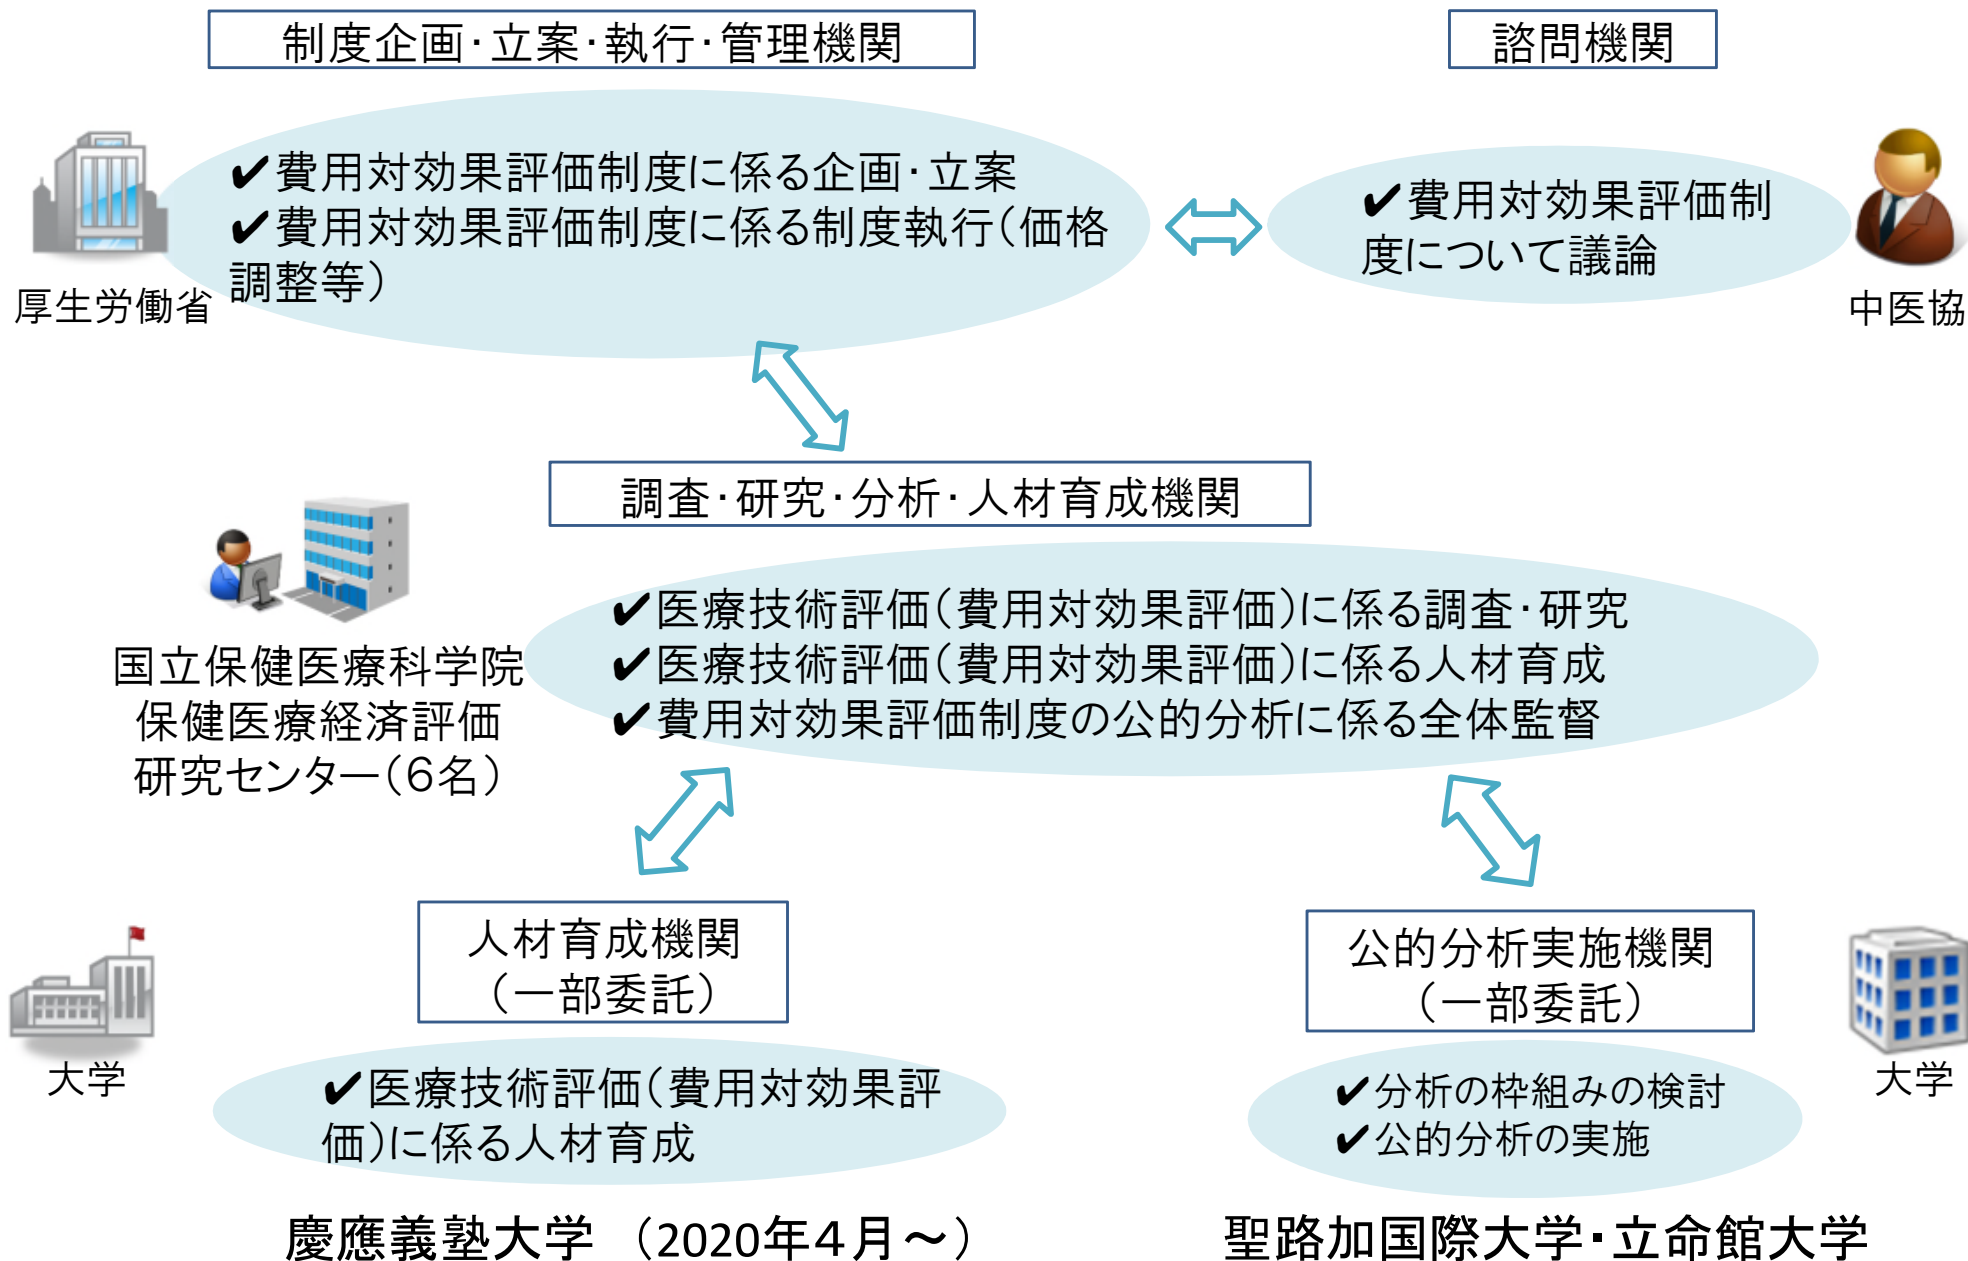 制度企画・立案・執行・管理機関
諮問機関
✔費用対効果評価制度に係る企画・立案
✔費用対効果評価制度に係る制度執行（価格
調整等）
厚生労働省
✔費用対効果評価制
度について議論
中医協
調査・研究・分析・人材育成機関
✔医療技術評価（費用対効果評価）に係る調査・研究
✔医療技術評価（費用対効果評価）に係る人材育成
✔費用対効果評価制度の公的分析に係る全体監督
国立保健医療科学院
保健医療経済評価
研究センター（６名）
人材育成機関
（一部委託）
公的分析実施機関
（一部委託）
大学
✔医療技術評価（費用対効果評
価）に係る人材育成
✔分析の枠組みの検討
✔公的分析の実施
大学
慶應義塾大学 （2020年４月～）
聖路加国際大学・立命館大学